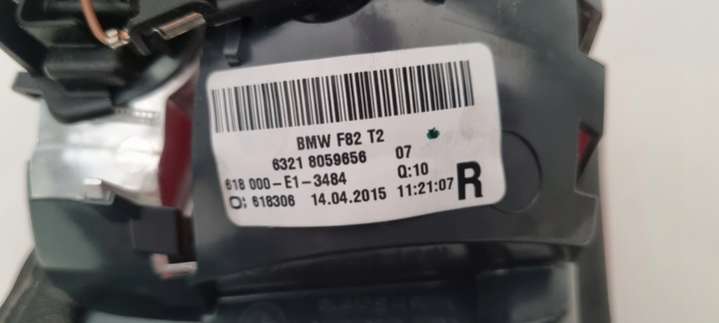 BMW F82 T2
6321 8059656 07
618 000-E1-3484 Q:10
O: 618306 14.04.2015 11:21:07 R